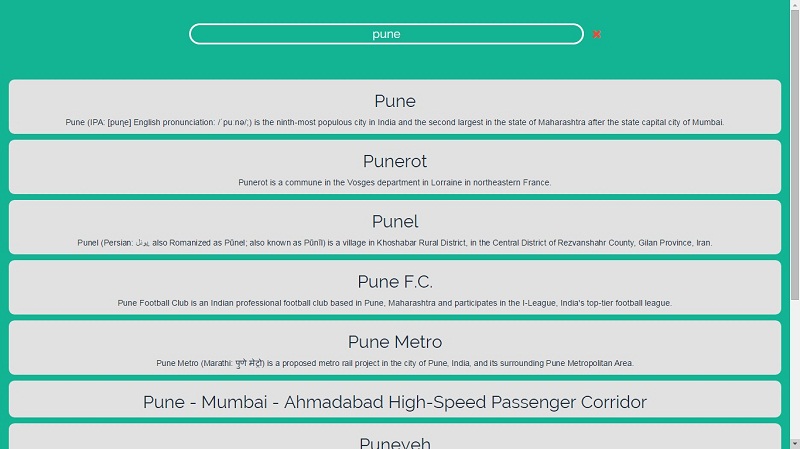 pune
Pune
Pune (IPA: [puɳe] English pronunciation: /ˈpuːnə/;) is the ninth-most populous city in India and the second largest in the state of Maharashtra after the state capital city of Mumbai.
Punerot
Punerot is a commune in the Vosges department in Lorraine in northeastern France.
Punel
Punel (Persian: پونل, also Romanized as Pūnel; also known as Pūnīl) is a village in Khoshabar Rural District, in the Central District of Rezvanshahr County, Gilan Province, Iran.
Pune F.C.
Pune Football Club is an Indian professional football club based in Pune, Maharashtra and participates in the I-League, India's top-tier football league.
Pune Metro
Pune Metro (Marathi: पुणे मेट्रो) is a proposed metro rail project in the city of Pune, India, and its surrounding Pune Metropolitan Area.
Pune - Mumbai - Ahmadabad High-Speed Passenger Corridor
Puneyeh